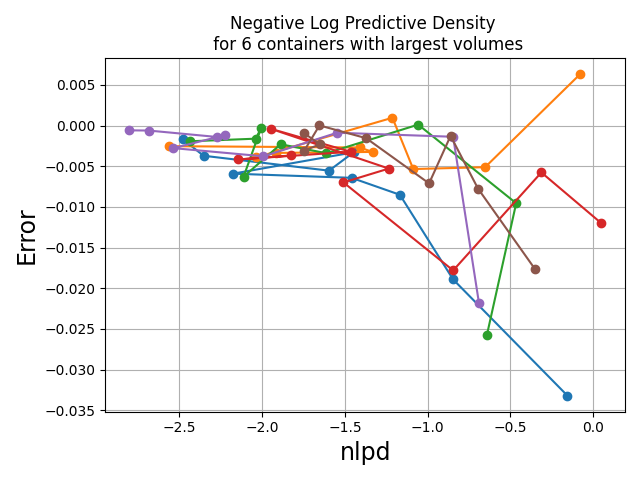 Negative Log Predictive Density
for 6 containers with largest volumes
0.005
0.000
−0.005
−0.010
−0.015
−0.020
−0.025
−0.030
−0.035
Error
−2.5 −2.0 −1.5 −1.0 −0.5 0.0
nlpd